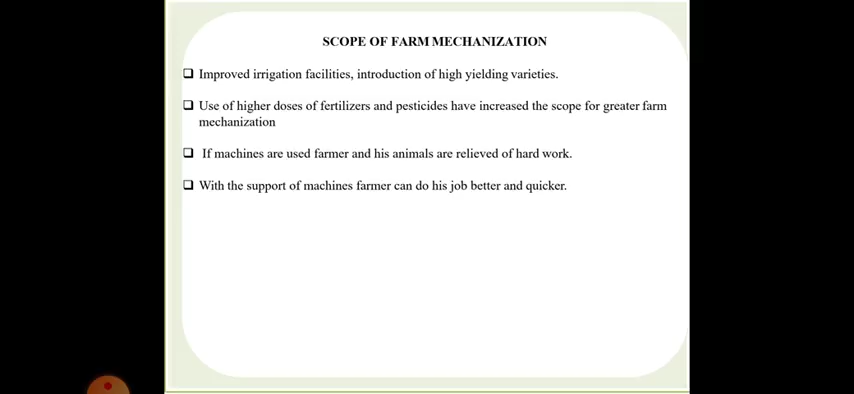 SCOPE OF FARM MECHANIZATION
❑ Improved irrigation facilities, introduction of high yielding varieties.
❑ Use of higher doses of fertilizers and pesticides have increased the scope for greater farm
mechanization
❑ If machines are used farmer and his animals are relieved of hard work.
❑ With the support of machines farmer can do his job better and quicker.